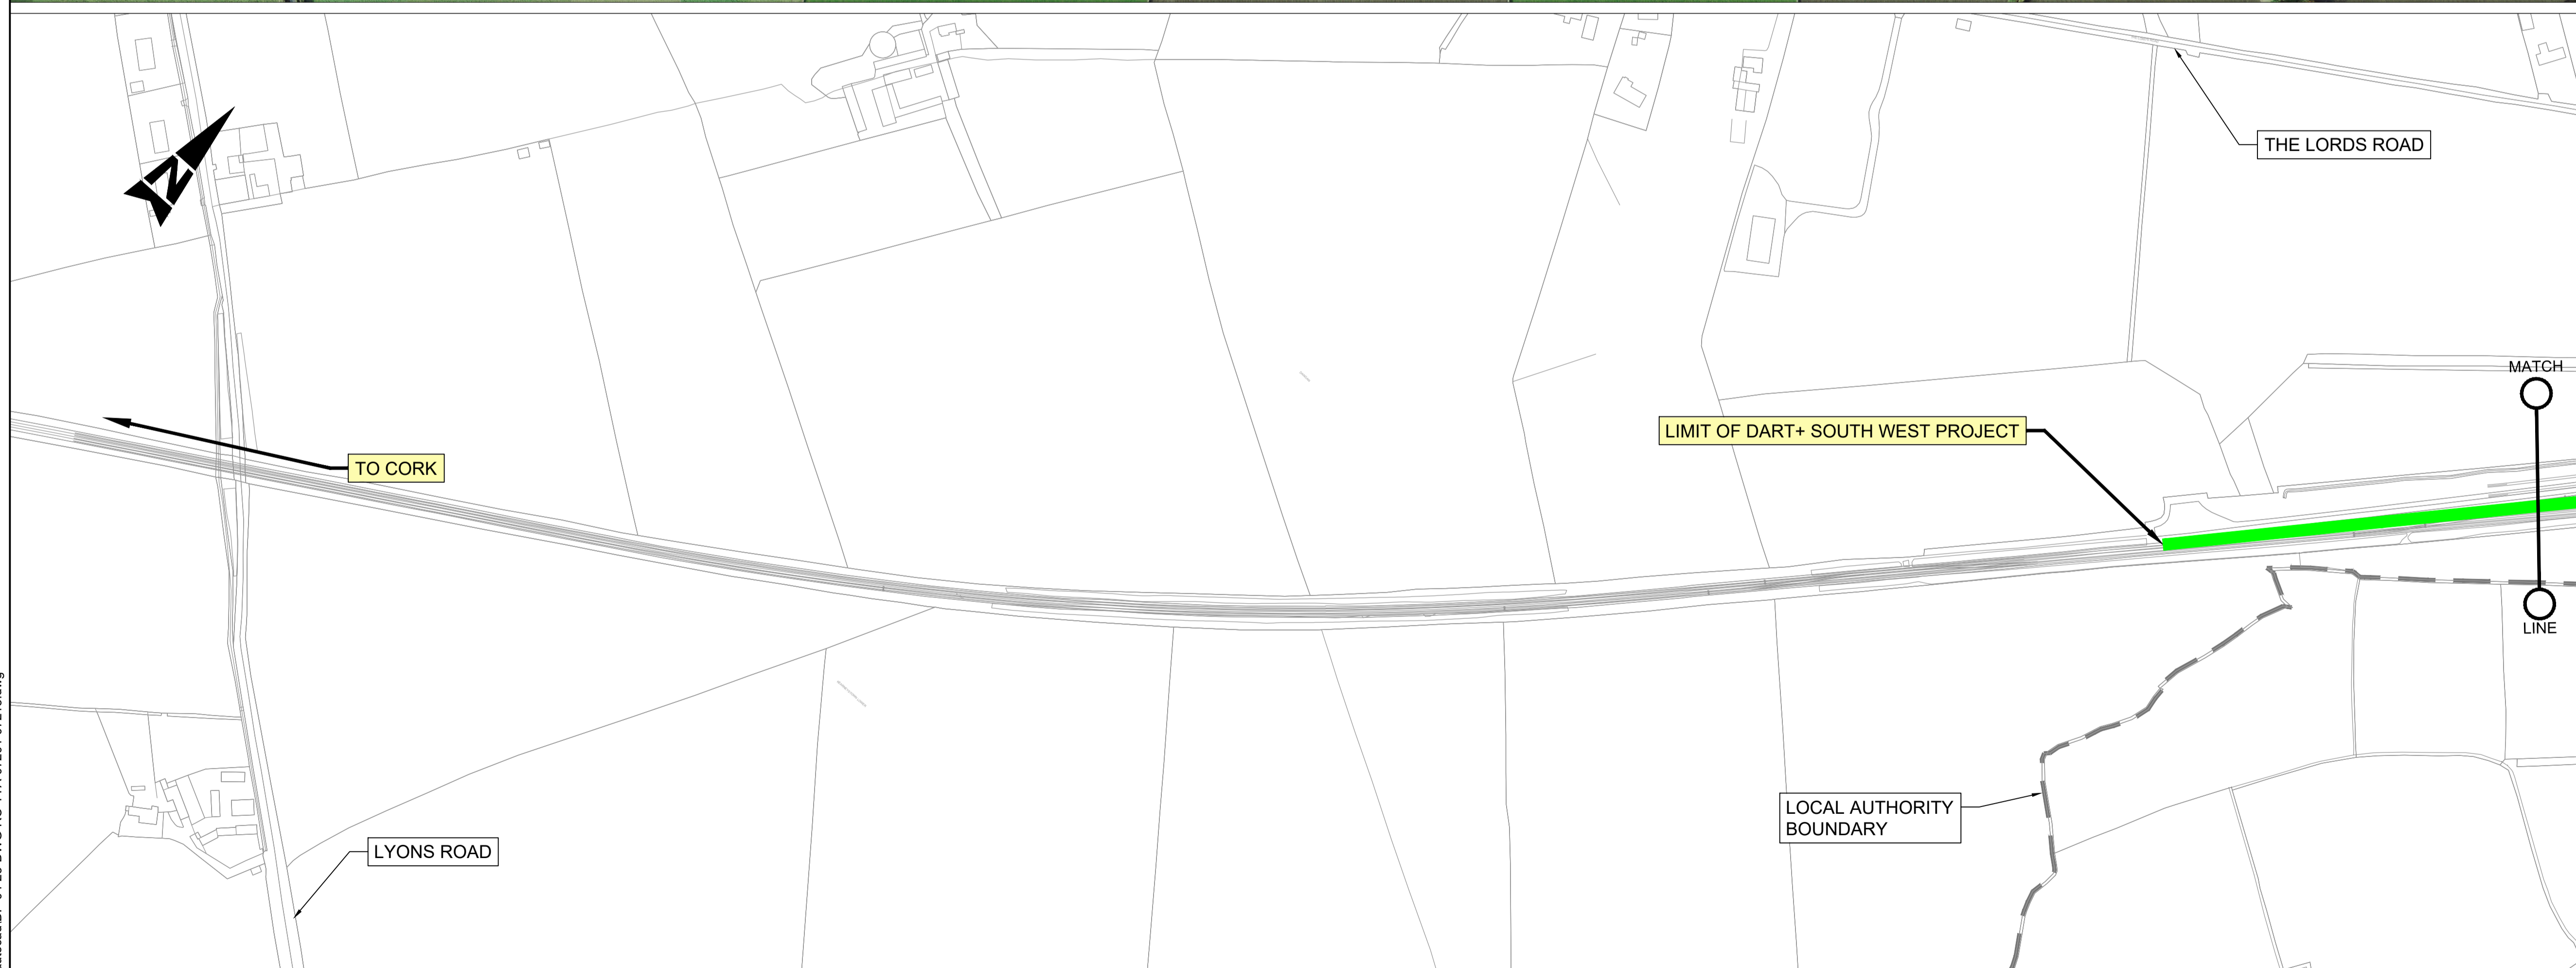 N
THE LORDS ROAD
MATCH
LIMIT OF DART+ SOUTH WEST PROJECT
TO CORK
LINE
LOCAL AUTHORITY
BOUNDARY
LYONS ROAD